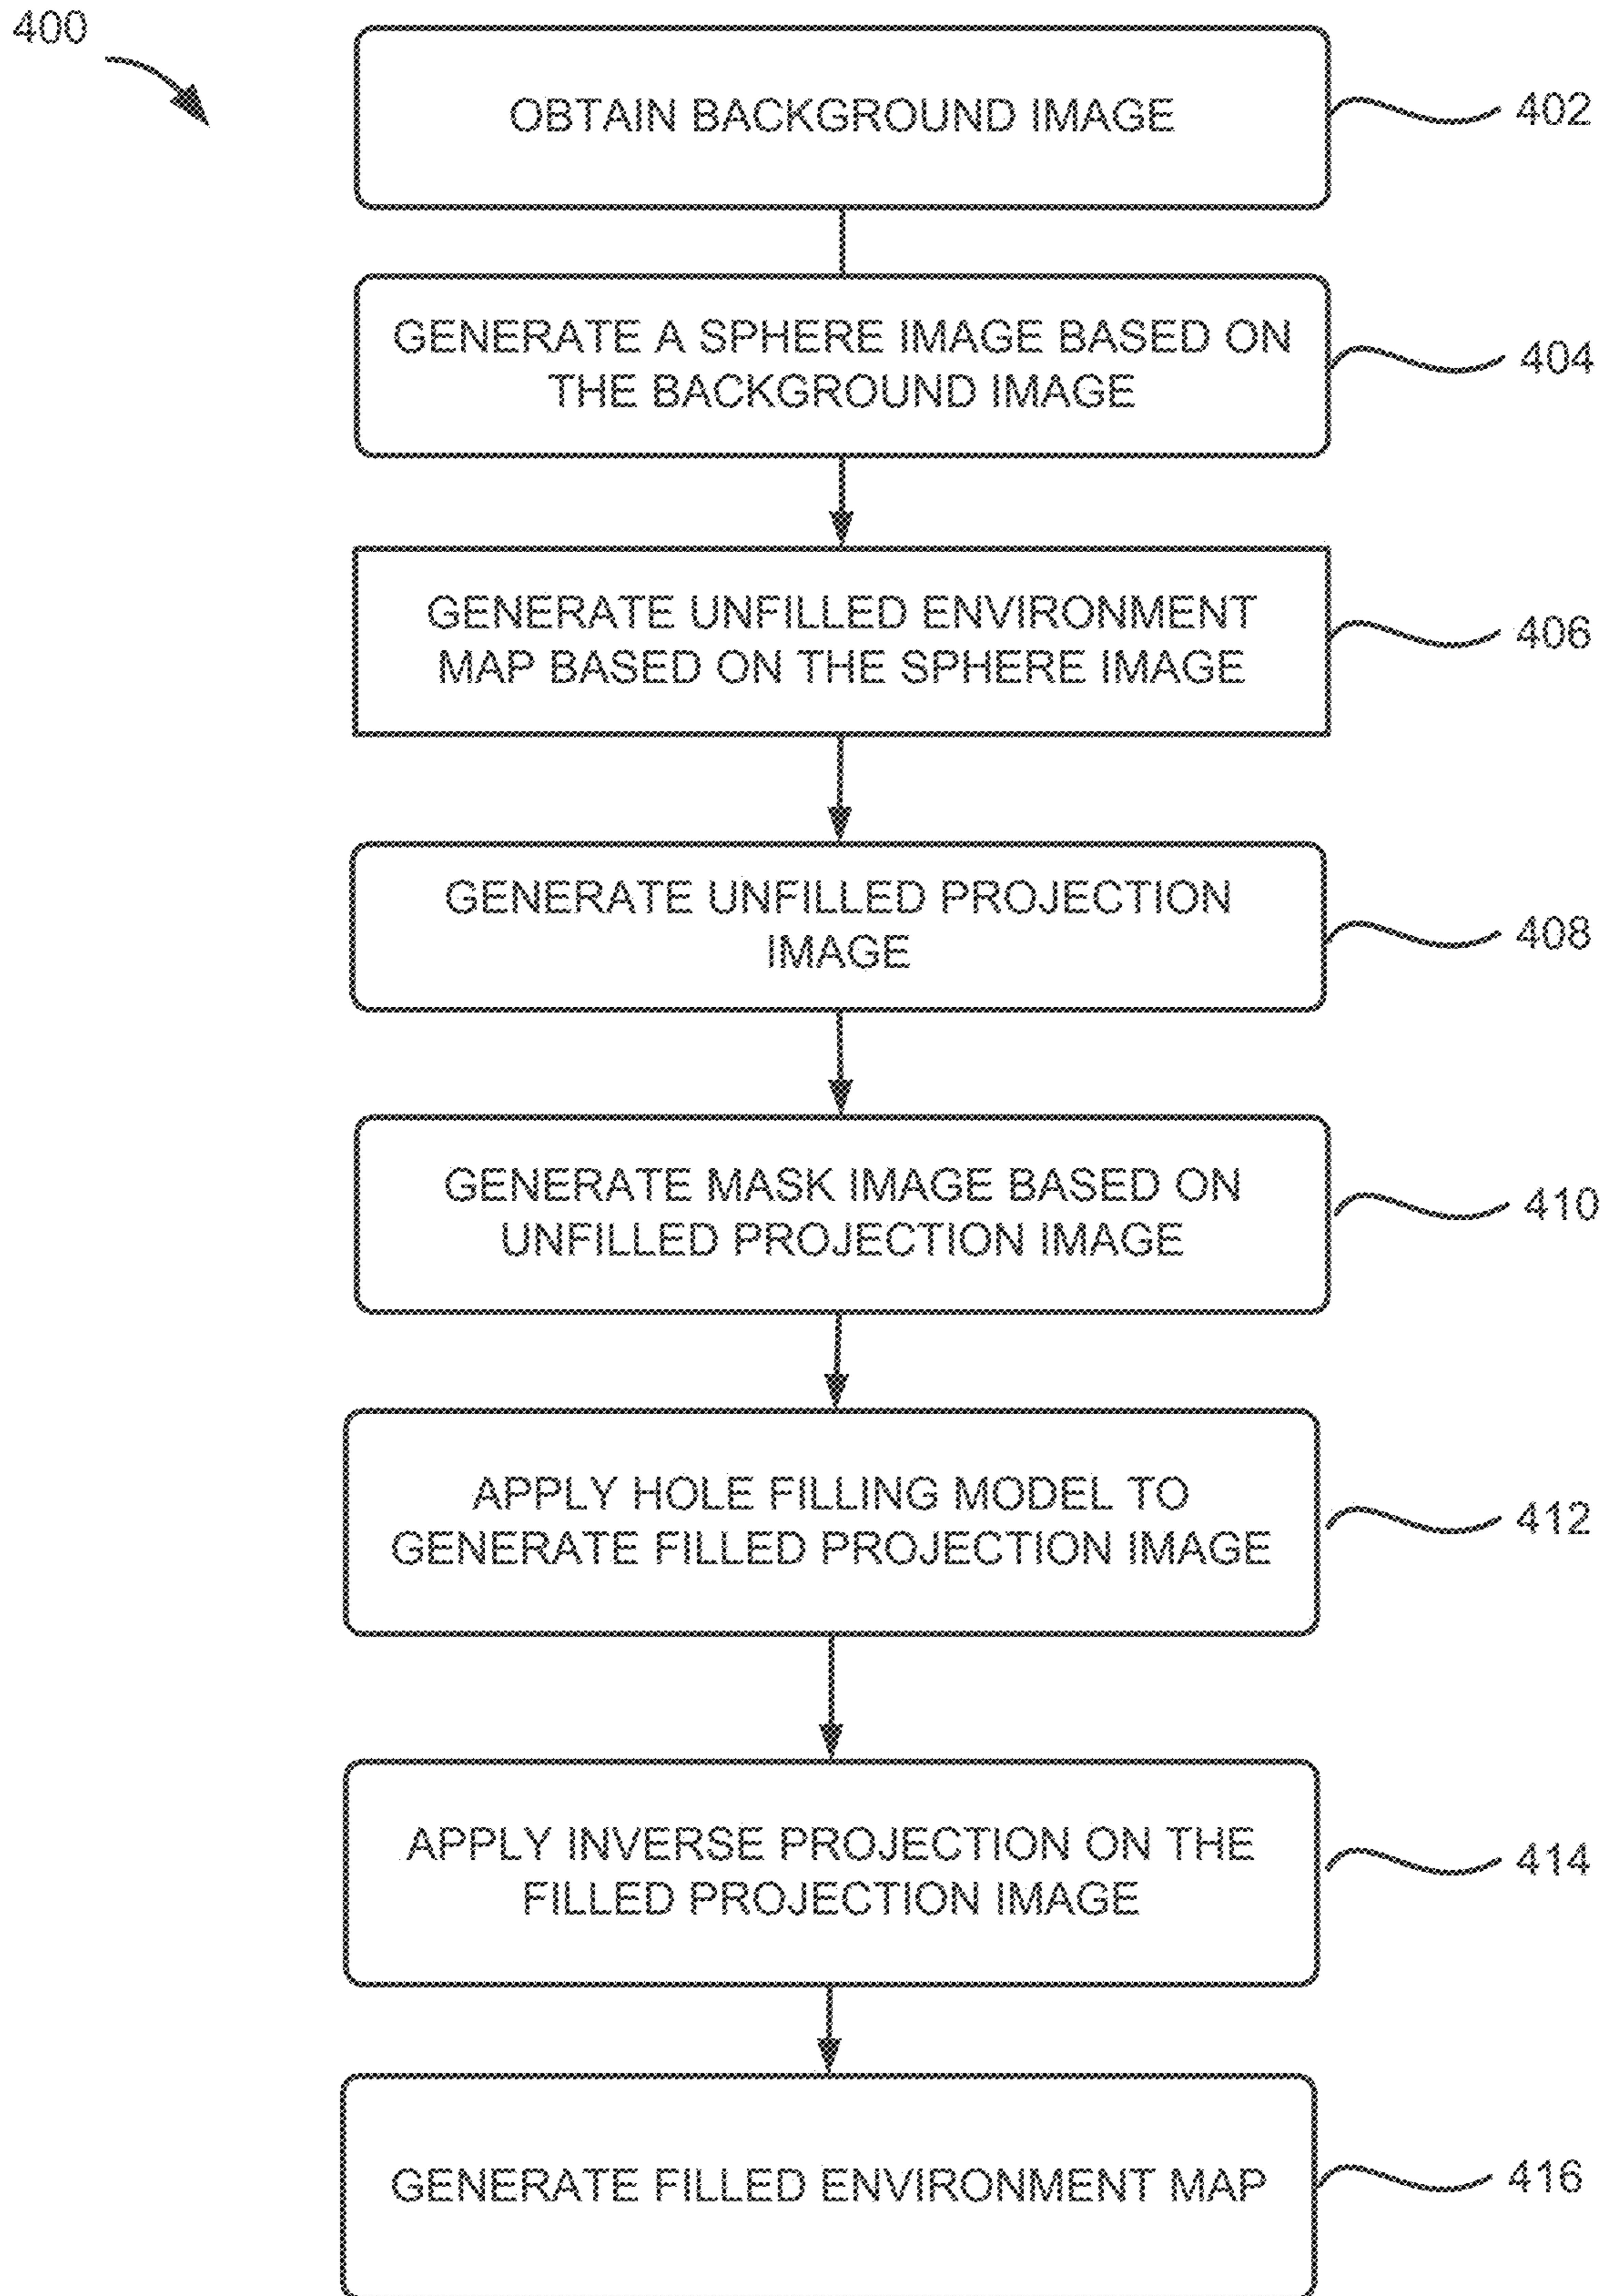 400
OBTAIN BACKGROUND IMAGE
402
GENERATE A SPHERE IMAGE BASED ON
THE BACKGROUND IMAGE
404
GENERATE UNFILLED ENVIRONMENT
MAP BASED ON THE SPHERE IMAGE
406
GENERATE UNFILLED PROJECTION
IMAGE
408
GENERATE MASK IMAGE BASED ON
UNFILLED PROJECTION IMAGE
410
APPLY HOLE FILLING MODEL TO
GENERATE FILLED PROJECTION IMAGE
412
APPLY INVERSE PROJECTION ON THE
FILLED PROJECTION IMAGE
414
GENERATE FILLED ENVIRONMENT MAP
416